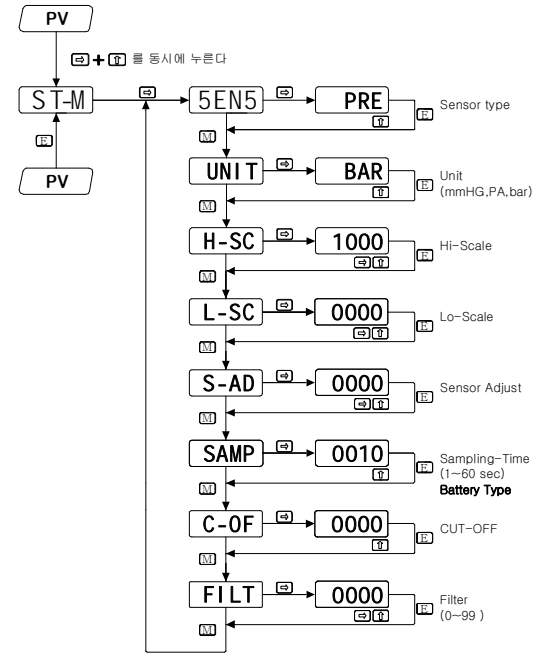 PV
⇨ + ⇧ 를 동시에 누른다
ST-M ⇨ 5EN5 ⇨ PRE
⇧ E Sensor type
E M
PV
UNIT ⇨ BAR
⇧ E Unit
(mmHG,PA,bar)
M
H-SC ⇨ 1000
⇨ ⇧ E Hi-Scale
M
L-SC ⇨ 0000
⇨ ⇧ E Lo-Scale
M
S-AD ⇨ 0000
⇨ ⇧ E Sensor Adjust
M
SAMP ⇨ 0010
⇧ E Sampling-Time
(1~60 sec)
M Battery Type
C-OF ⇨ 0000
⇧ E CUT-OFF
M
FILT ⇨ 0000
⇨ ⇧ E Filter
(0~99 )
M